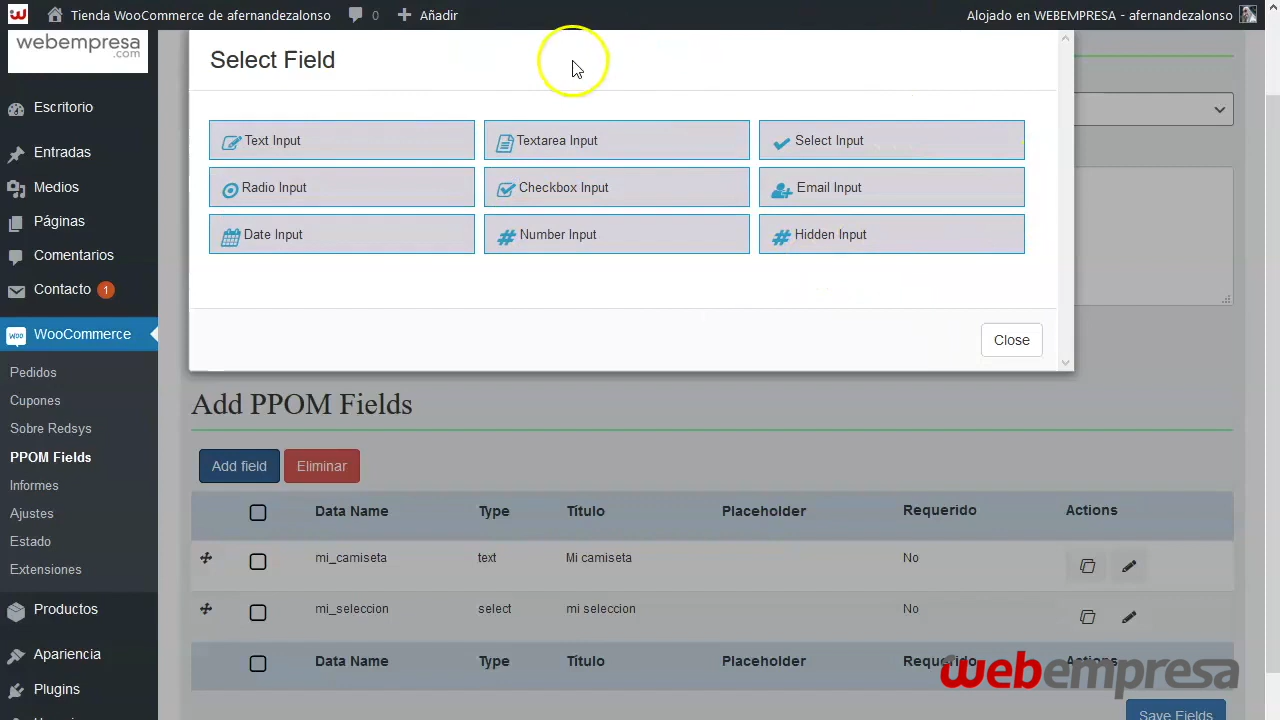 Tienda WooCommerce de afernandezalonso 0 Añadir Alojado en WEBEMPRESA - afernandezalonso
webempresa
.com
Escritorio
Entradas
Medios
Páginas
Comentarios
Contacto 1
WooCommerce
Pedidos
Cupones
Sobre Redsys
PPOM Fields
Informes
Ajustes
Estado
Extensiones
Productos
Apariencia
Plugins
Select Field
Text Input Textarea Input Select Input
Radio Input Checkbox Input Email Input
Date Input Number Input Hidden Input
Close
Add PPOM Fields
Add field Eliminar
Data Name Type Título Placeholder Requerido Actions
mi_camiseta text Mi camiseta No
mi_seleccion select mi seleccion No
Data Name Type Título Placeholder Requerido Actions
webempresa
Save Fields